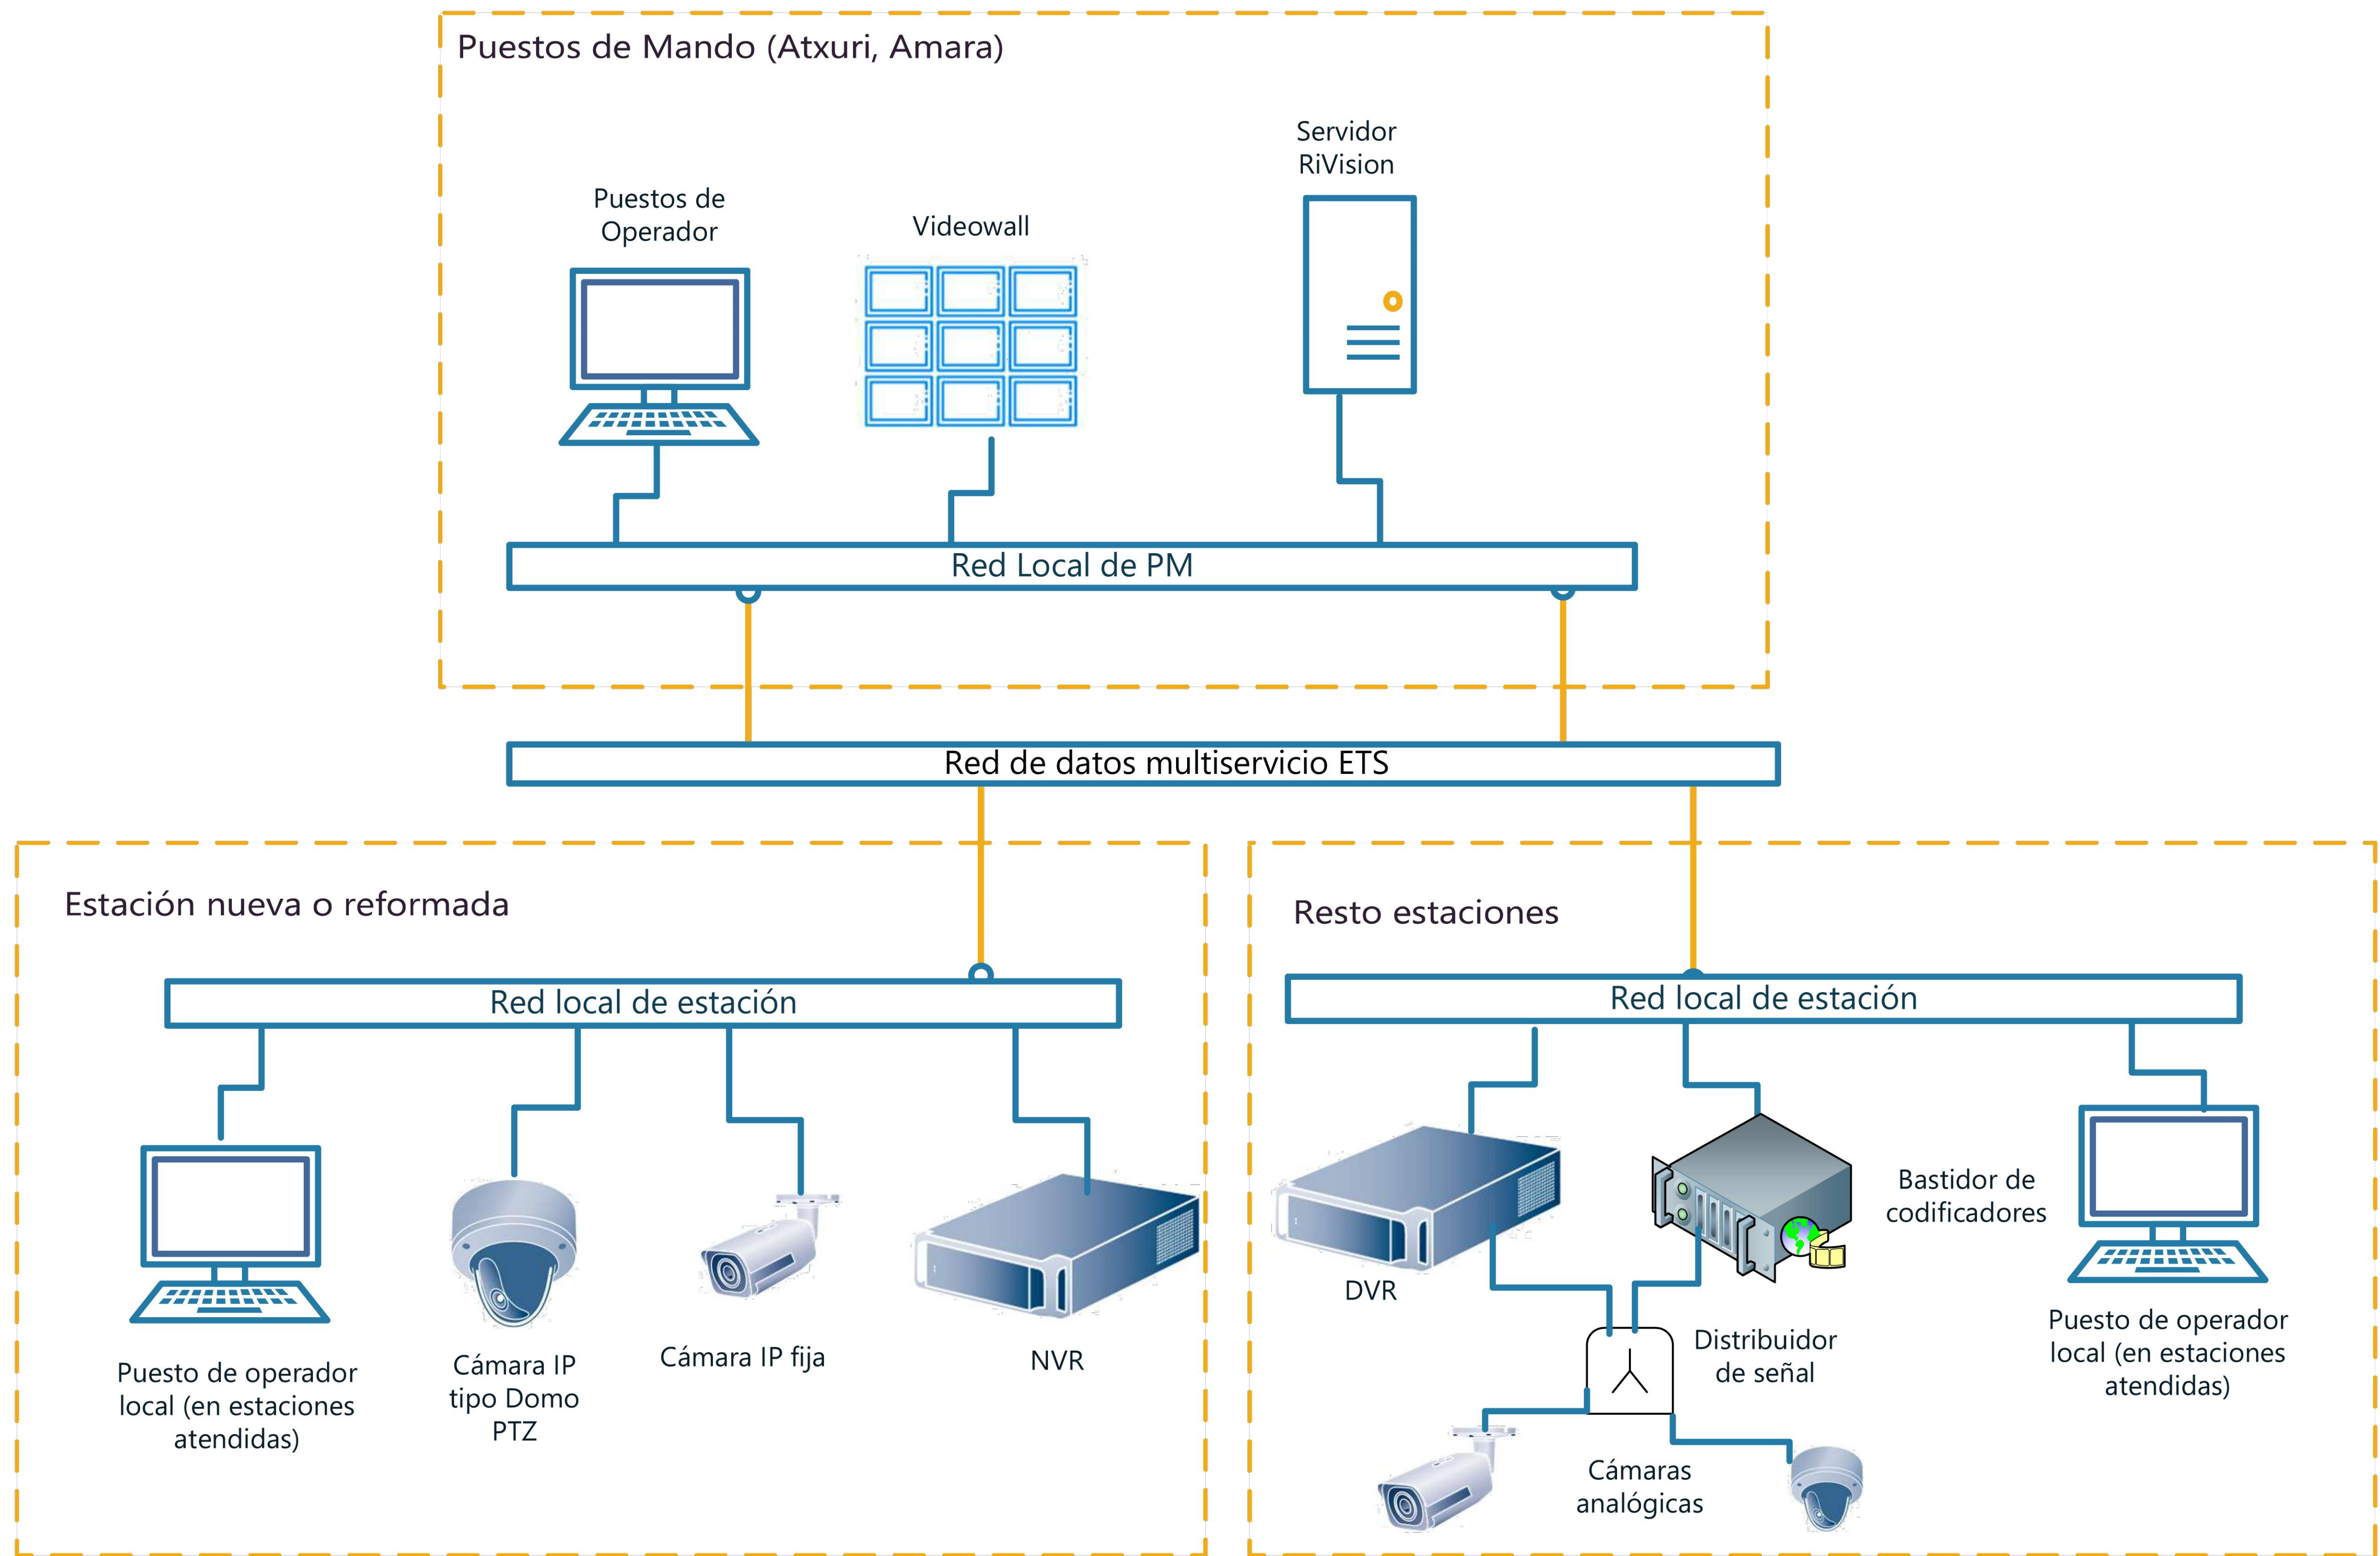 Puestos de Mando (Atxuri, Amara)
Servidor
RiVision
Puestos de
Operador
Videowall
Red Local de PM
Red de datos multiservicio ETS
Estación nueva o reformada
Red local de estación
Puesto de operador
local (en estaciones
atendidas)
Cámara IP
tipo Domo
PTZ
Cámara IP fija
NVR
Resto estaciones
Red local de estación
DVR
Bastidor de
codificadores
Distribuidor
de señal
Puesto de operador
local (en estaciones
atendidas)
Cámaras
analógicas